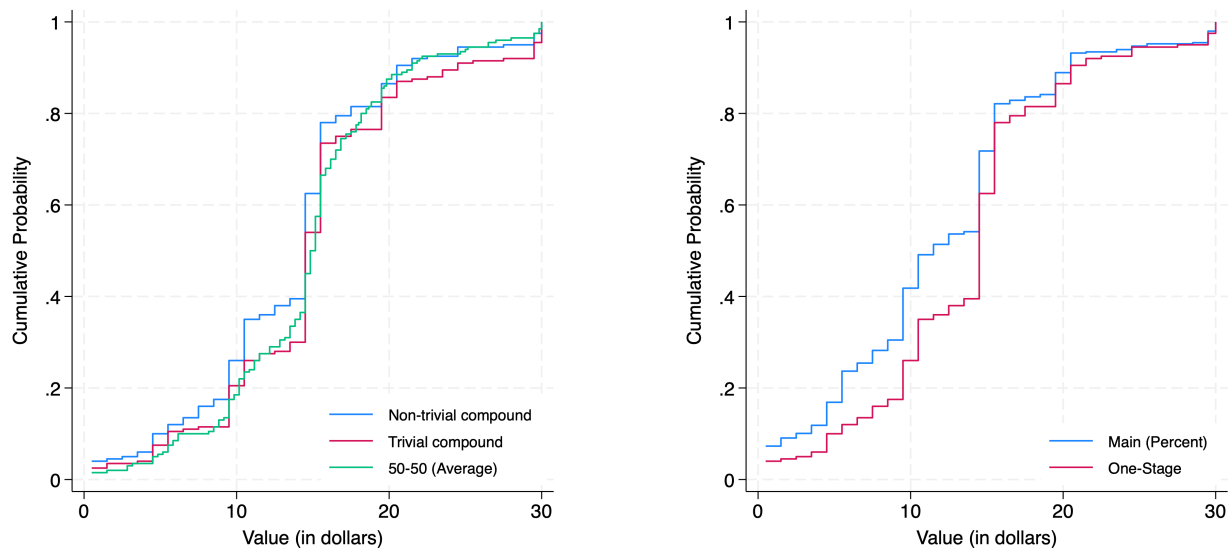 1
.8
.6
.4
.2
0
Cumulative Probability
0
10
20
30
Value (in dollars)
Non-trivial compound
Trivial compound
50-50 (Average)
1
.8
.6
.4
.2
0
Cumulative Probability
0
10
20
30
Value (in dollars)
Main (Percent)
One-Stage